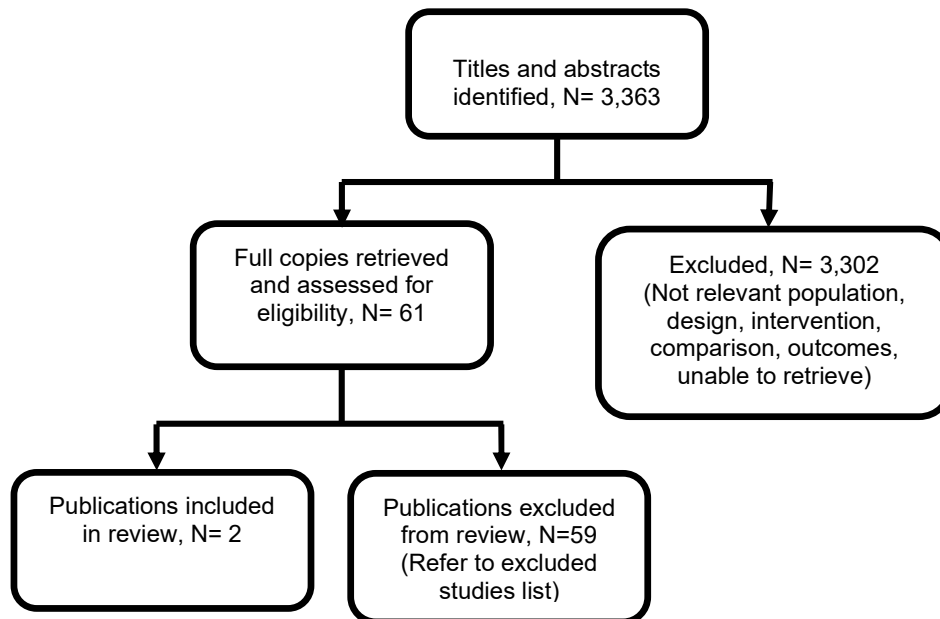 Titles and abstracts
identified, N= 3,363
Full copies retrieved
and assessed for
eligibility, N= 61
Excluded, N= 3,302
(Not relevant population,
design, intervention,
comparison, outcomes,
unable to retrieve)
Publications included
in review, N= 2
Publications excluded
from review, N=59
(Refer to excluded
studies list)